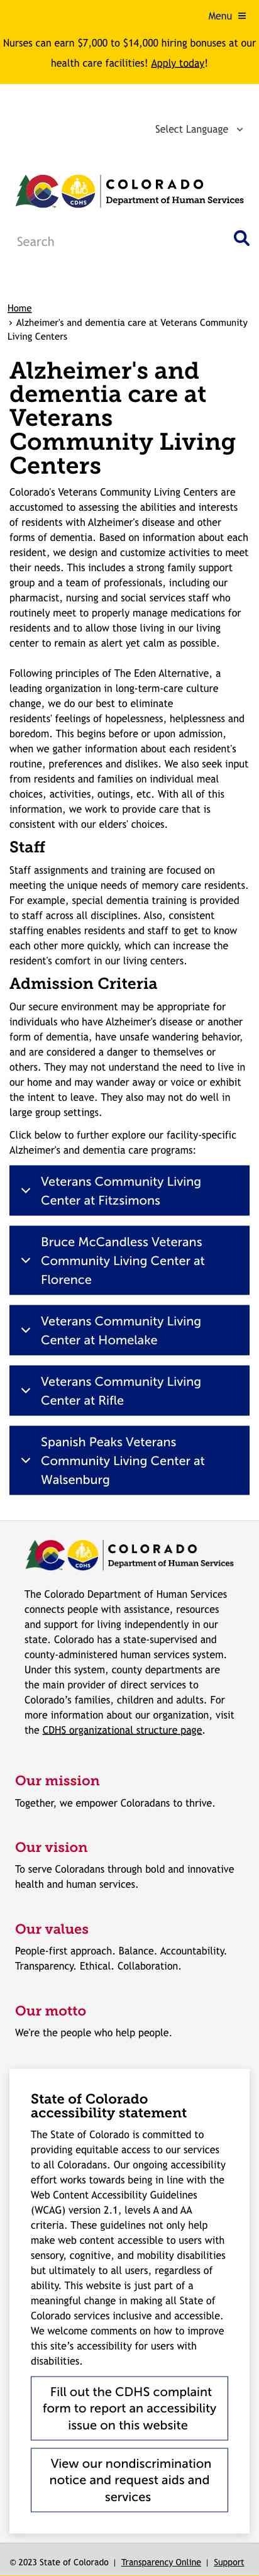 Menu
Nurses can earn $7,000 to $14,000 hiring bonuses at our
health care facilities! Apply today!
Select Language
COLORADO
Department of Human Services
CDHS
Search
Home
› Alzheimer's and dementia care at Veterans Community
Living Centers
Alzheimer's and
dementia care at
Veterans
Community Living
Centers
Colorado's Veterans Community Living Centers are
accustomed to assessing the abilities and interests
of residents with Alzheimer's disease and other
forms of dementia. Based on information about each
resident, we design and customize activities to meet
their needs. This includes a strong family support
group and a team of professionals, including our
pharmacist, nursing and social services staff who
routinely meet to properly manage medications for
residents and to allow those living in our living
center to remain as alert yet calm as possible.
Following principles of The Eden Alternative, a
leading organization in long-term-care culture
change, we do our best to eliminate
residents' feelings of hopelessness, helplessness and
boredom. This begins before or upon admission,
when we gather information about each resident's
routine, preferences and dislikes. We also seek input
from residents and families on individual meal
choices, activities, outings, etc. With all of this
information, we work to provide care that is
consistent with our elders' choices.
Staff
Staff assignments and training are focused on
meeting the unique needs of memory care residents.
For example, special dementia training is provided
to staff across all disciplines. Also, consistent
staffing enables residents and staff to get to know
each other more quickly, which can increase the
resident's comfort in our living centers.
Admission Criteria
Our secure environment may be appropriate for
individuals who have Alzheimer's disease or another
form of dementia, have unsafe wandering behavior,
and are considered a danger to themselves or
others. They may not understand the need to live in
our home and may wander away or voice or exhibit
the intent to leave. They also may not do well in
large group settings.
Click below to further explore our facility-specific
Alzheimer's and dementia care programs:
Veterans Community Living
Center at Fitzsimons
Bruce McCandless Veterans
Community Living Center at
Florence
Veterans Community Living
Center at Homelake
Veterans Community Living
Center at Rifle
Spanish Peaks Veterans
Community Living Center at
Walsenburg
COLORADO
Department of Human Services
CDHS
The Colorado Department of Human Services
connects people with assistance, resources
and support for living independently in our
state. Colorado has a state-supervised and
county-administered human services system.
Under this system, county departments are
the main provider of direct services to
Colorado's families, children and adults. For
more information about our organization, visit
the CDHS organizational structure page.
Our mission
Together, we empower Coloradans to thrive.
Our vision
To serve Coloradans through bold and innovative
health and human services.
Our values
People-first approach. Balance. Accountability.
Transparency. Ethical. Collaboration.
Our motto
We're the people who help people.
State of Colorado
accessibility statement
The State of Colorado is committed to
providing equitable access to our services
to all Coloradans. Our ongoing accessibility
effort works towards being in line with the
Web Content Accessibility Guidelines
(WCAG) version 2.1, levels A and AA
criteria. These guidelines not only help
make web content accessible to users with
sensory, cognitive, and mobility disabilities
but ultimately to all users, regardless of
ability. This website is just part of a
meaningful change in making all State of
Colorado services inclusive and accessible.
We welcome comments on how to improve
this site's accessibility for users with
disabilities.
Fill out the CDHS complaint
form to report an accessibility
issue on this website
View our nondiscrimination
notice and request aids and
services
© 2023 State of Colorado | Transparency Online | Support